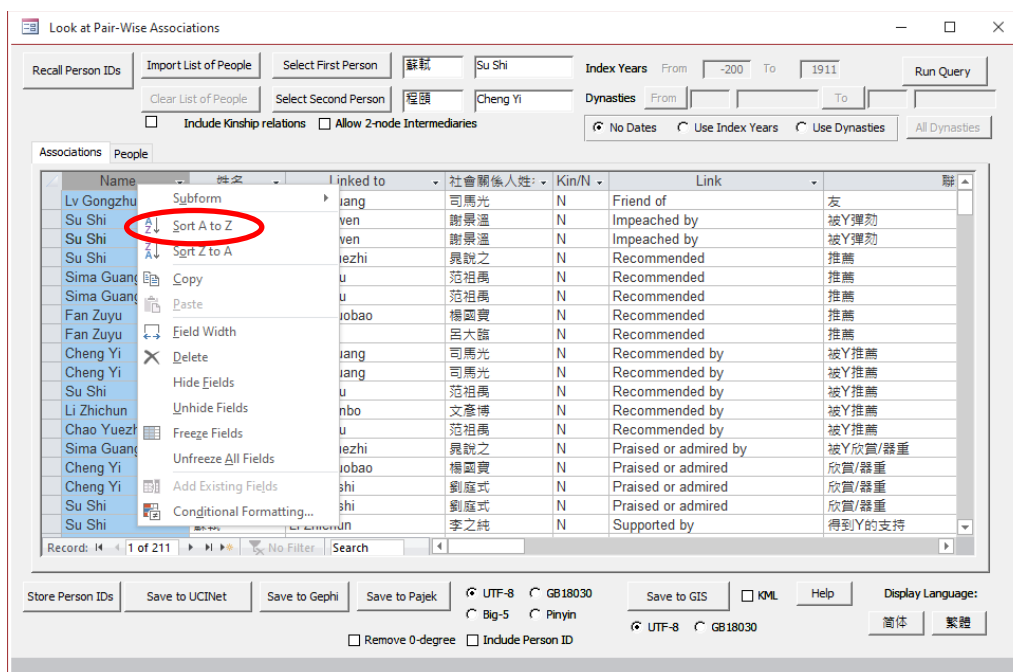 Look at Pair-Wise Associations
Recall Person IDs Import List of People Select First Person 蘇軾 Su Shi Index Years From -200 To 1911 Run Query
Clear List of People Select Second Person 程頤 Cheng Yi Dynasties From To
Include Kinship relations Allow 2-node Intermediaries No Dates Use Index Years Use Dynasties All Dynasties
Associations People
Name 姓名 Linked to 社會關係人姓 Kin/N Link 聯
Lv Gongzhu uang 司馬光 N Friend of 友
Su Shi wen 謝景溫 N Impeached by 被Y彈劾
Su Shi wen 謝景溫 N Impeached by 被Y彈劾
Su Shi uezhi 晁說之 N Recommended 推薦
Sima Guang u 范祖禹 N Recommended 推薦
Sima Guang u 范祖禹 N Recommended 推薦
Fan Zuyu uobao 楊國寶 N Recommended 推薦
Fan Zuyu 呂大臨 N Recommended 推薦
Cheng Yi uang 司馬光 N Recommended by 被Y推薦
Cheng Yi uang 司馬光 N Recommended by 被Y推薦
Su Shi u 范祖禹 N Recommended by 被Y推薦
Li Zhichun nbo 文彥博 N Recommended by 被Y推薦
Chao Yuezh u 范祖禹 N Recommended by 被Y推薦
Sima Guang iezhi 晁說之 N Praised or admired by 被Y欣賞/器重
Cheng Yi uobao 楊國寶 N Praised or admired 欣賞/器重
Cheng Yi shi 劉庭式 N Praised or admired 欣賞/器重
Su Shi shi 劉庭式 N Praised or admired 欣賞/器重
Su Shi 蘇軾 Li Zhichun 李之純 N Supported by 得到Y的支持
Subform
Sort A to Z
Sort Z to A
Copy
Paste
Field Width
Delete
Hide Fields
Unhide Fields
Freeze Fields
Unfreeze All Fields
Add Existing Fields
Conditional Formatting...
Record: 1 of 211 No Filter Search
Store Person IDs Save to UCINet Save to Gephi Save to Pajek UTF-8 GB18030 Save to GIS KML Help Display Language:
Big-5 Pinyin UTF-8 GB18030 简体 繁體
Remove 0-degree Include Person ID